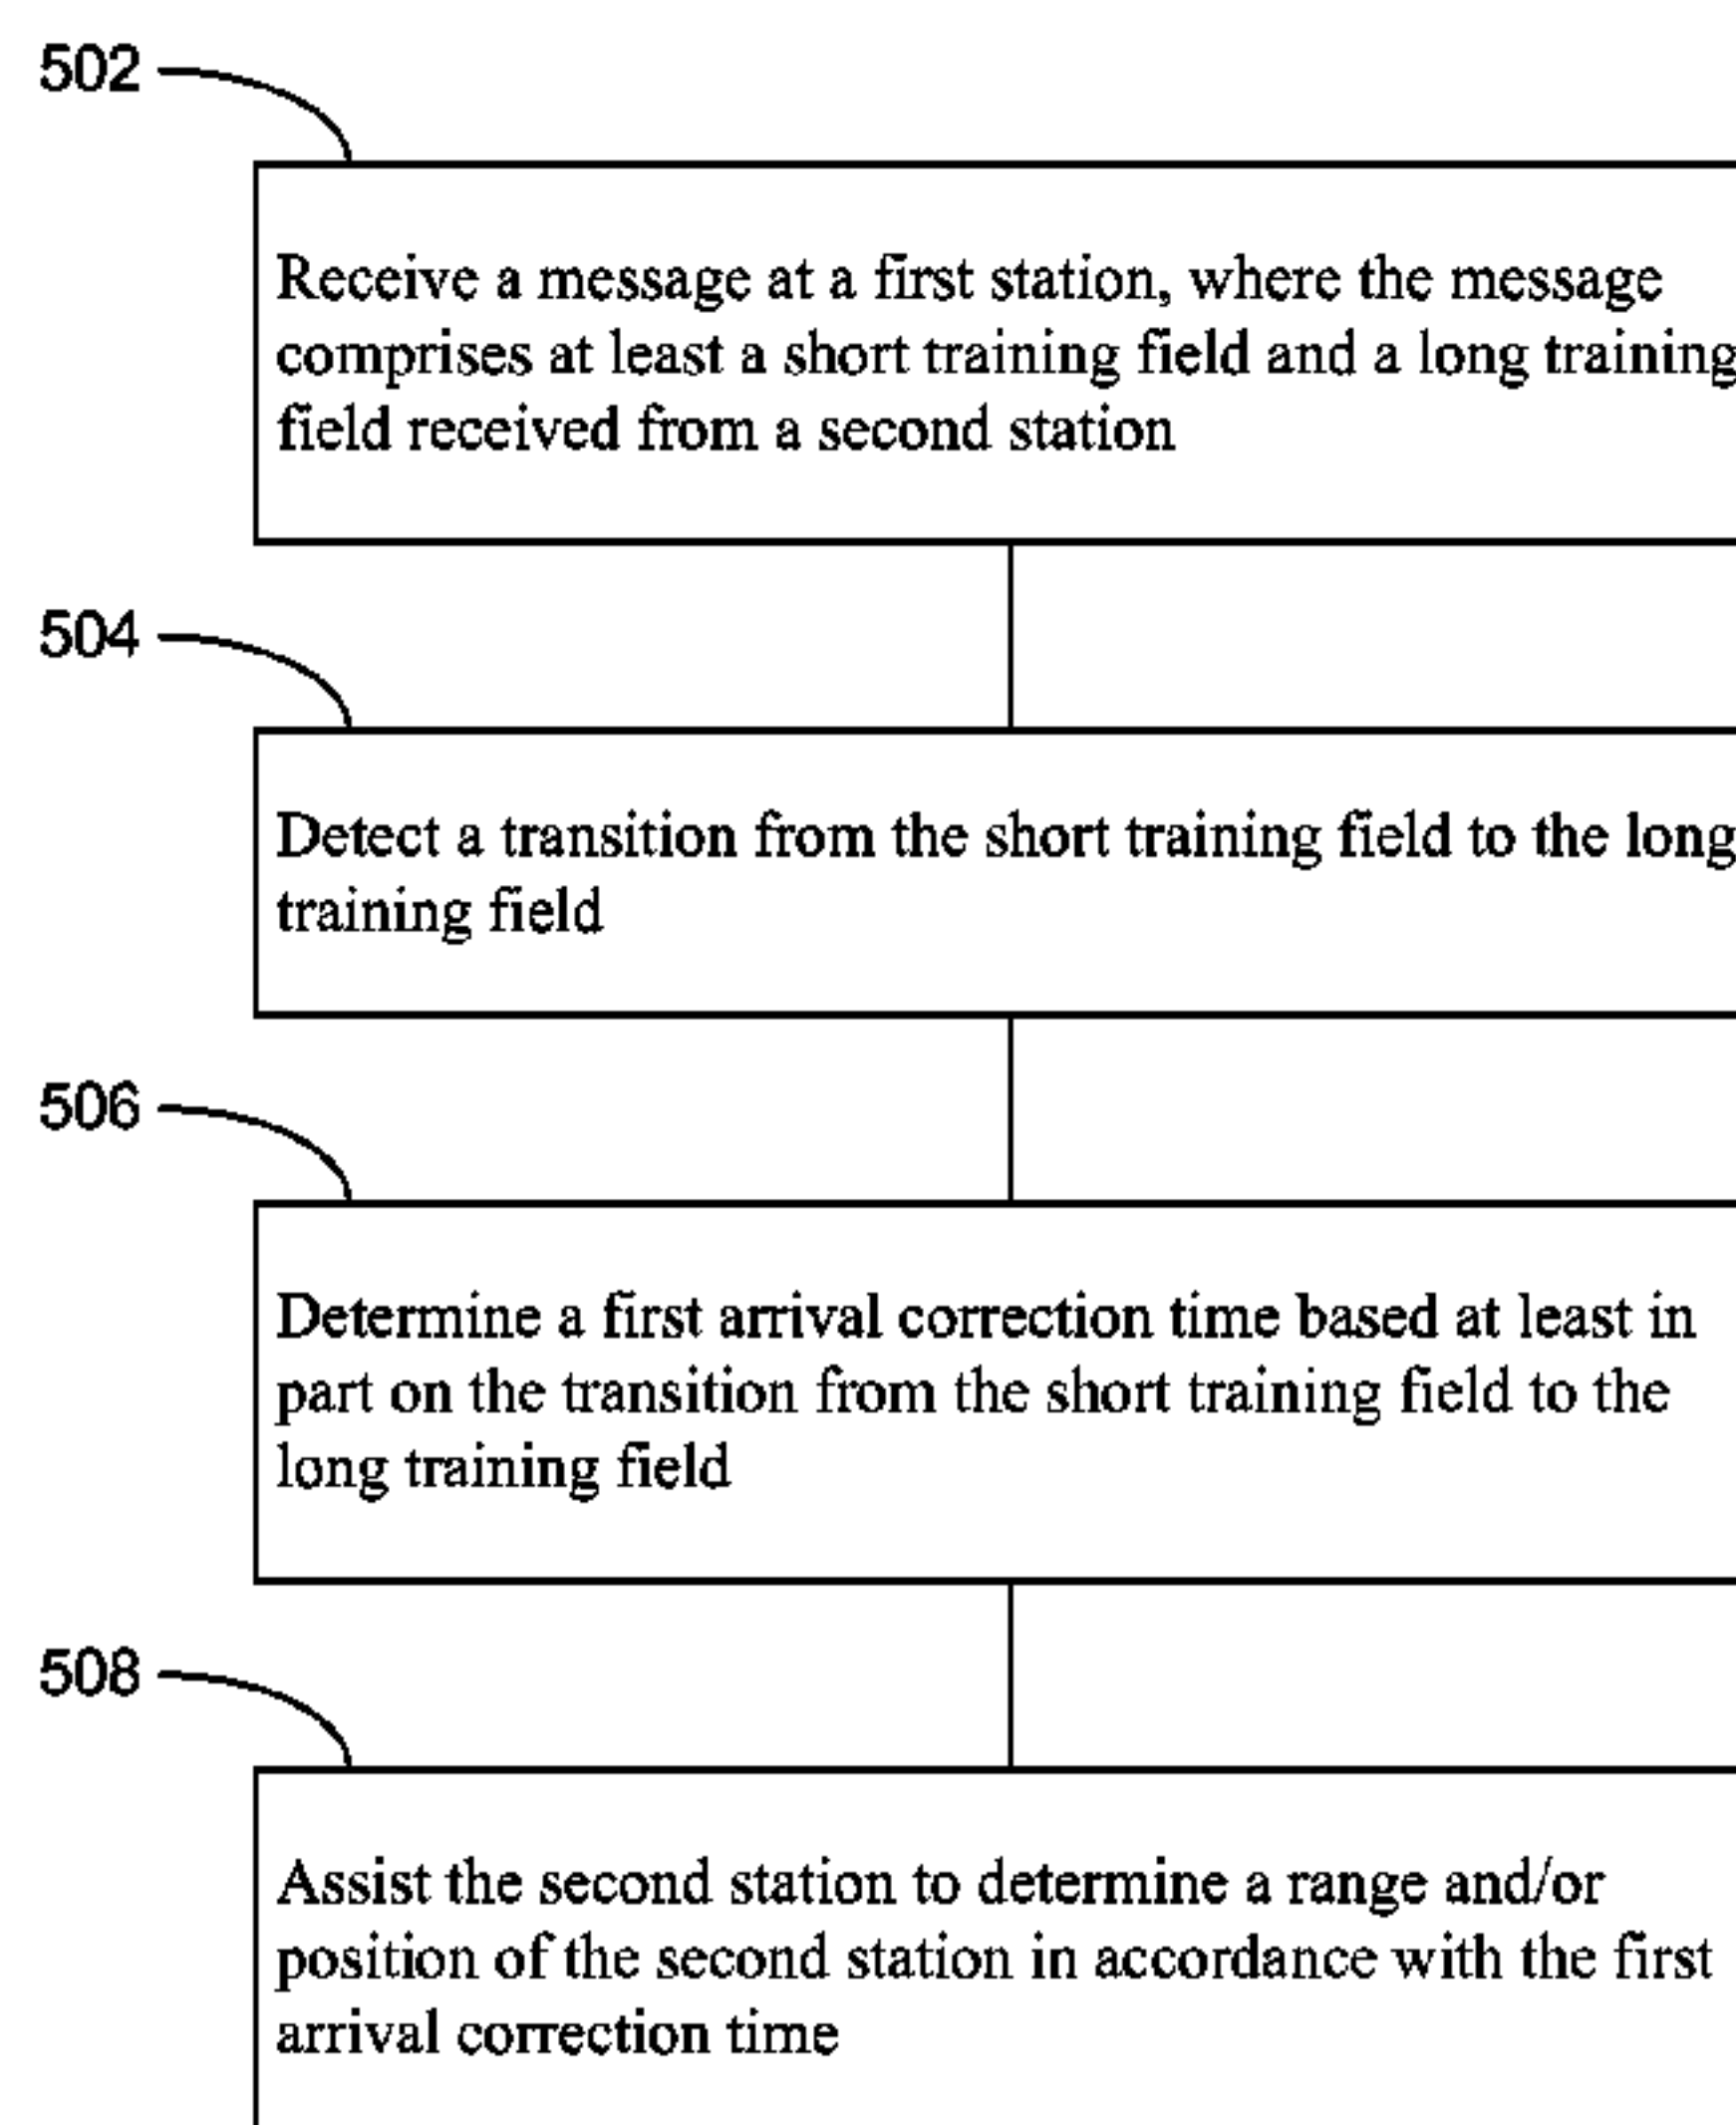 502
Receive a message at a first station, where the message
comprises at least a short training field and a long training
field received from a second station
504
Detect a transition from the short training field to the long
training field
506
Determine a first arrival correction time based at least in
part on the transition from the short training field to the
long training field
508
Assist the second station to determine a range and/or
position of the second station in accordance with the first
arrival correction time